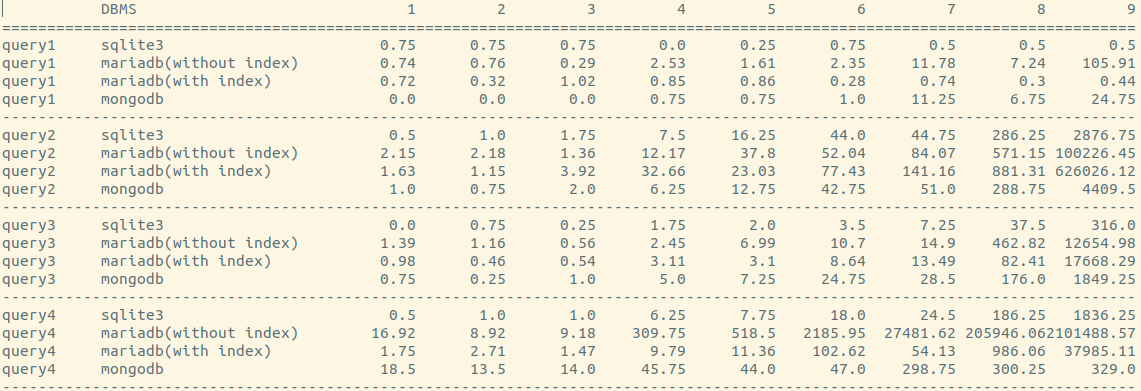 DBMS 1 2 3 4 5 6 7 8 9
================================================================================================================
query1 sqlite3 0.75 0.75 0.75 0.0 0.25 0.75 0.5 0.5 0.5
query1 mariadb(without index) 0.74 0.76 0.29 2.53 1.61 2.35 11.78 7.24 105.91
query1 mariadb(with index) 0.72 0.32 1.02 0.85 0.86 0.28 0.74 0.3 0.44
query1 mongodb 0.0 0.0 0.0 0.75 0.75 1.0 11.25 6.75 24.75
----------------------------------------------------------------------------------------------------------------
query2 sqlite3 0.5 1.0 1.75 7.5 16.25 44.0 44.75 286.25 2876.75
query2 mariadb(without index) 2.15 2.18 1.36 12.17 37.8 52.04 84.07 571.15 100226.45
query2 mariadb(with index) 1.63 1.15 3.92 32.66 23.03 77.43 141.16 881.31 626026.12
query2 mongodb 1.0 0.75 2.0 6.25 12.75 42.75 51.0 288.75 4409.5
----------------------------------------------------------------------------------------------------------------
query3 sqlite3 0.0 0.75 0.25 1.75 2.0 3.5 7.25 37.5 316.0
query3 mariadb(without index) 1.39 1.16 0.56 2.45 6.99 10.7 14.9 462.82 12654.98
query3 mariadb(with index) 0.98 0.46 0.54 3.11 3.1 8.64 13.49 82.41 17668.29
query3 mongodb 0.75 0.25 1.0 5.0 7.25 24.75 28.5 176.0 1849.25
----------------------------------------------------------------------------------------------------------------
query4 sqlite3 0.5 1.0 1.0 6.25 7.75 18.0 24.5 186.25 1836.25
query4 mariadb(without index) 16.92 8.92 9.18 309.75 518.5 2185.95 27481.62 205946.062101488.57
query4 mariadb(with index) 1.75 2.71 1.47 9.79 11.36 102.62 54.13 986.06 37985.11
query4 mongodb 18.5 13.5 14.0 45.75 44.0 47.0 298.75 300.25 329.0
----------------------------------------------------------------------------------------------------------------